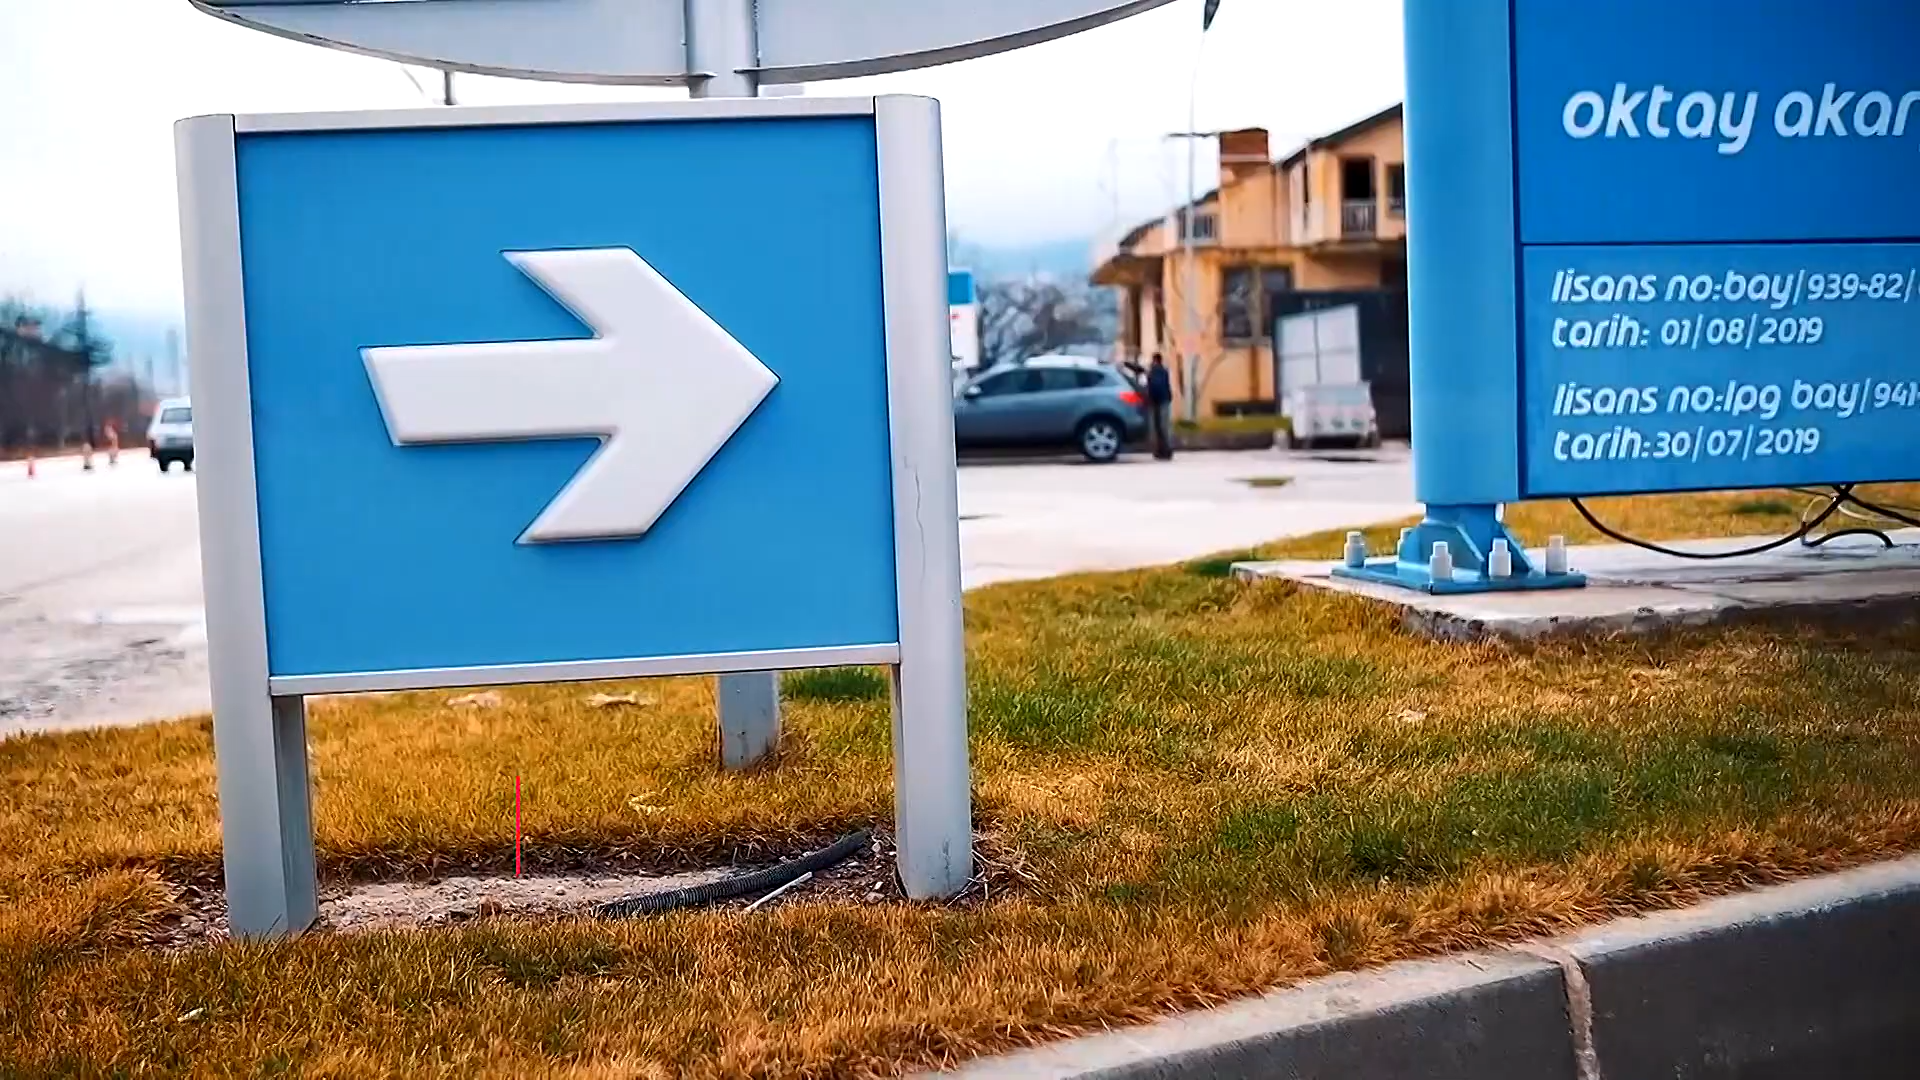 oktay akar
lisans no:bay/939-82/
tarih: 01/08/2019
lisans no:lpg bay/941-
tarih:30/07/2019